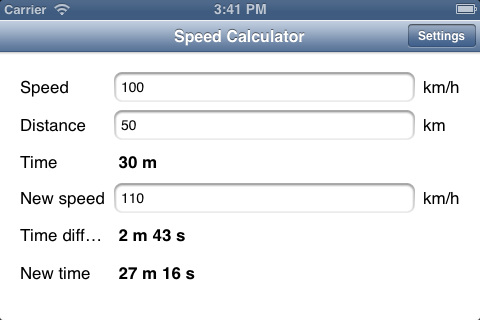 Carrier 3:41 PM
Speed Calculator Settings
Speed 100 km/h
Distance 50 km
Time 30 m
New speed 110 km/h
Time diff… 2 m 43 s
New time 27 m 16 s